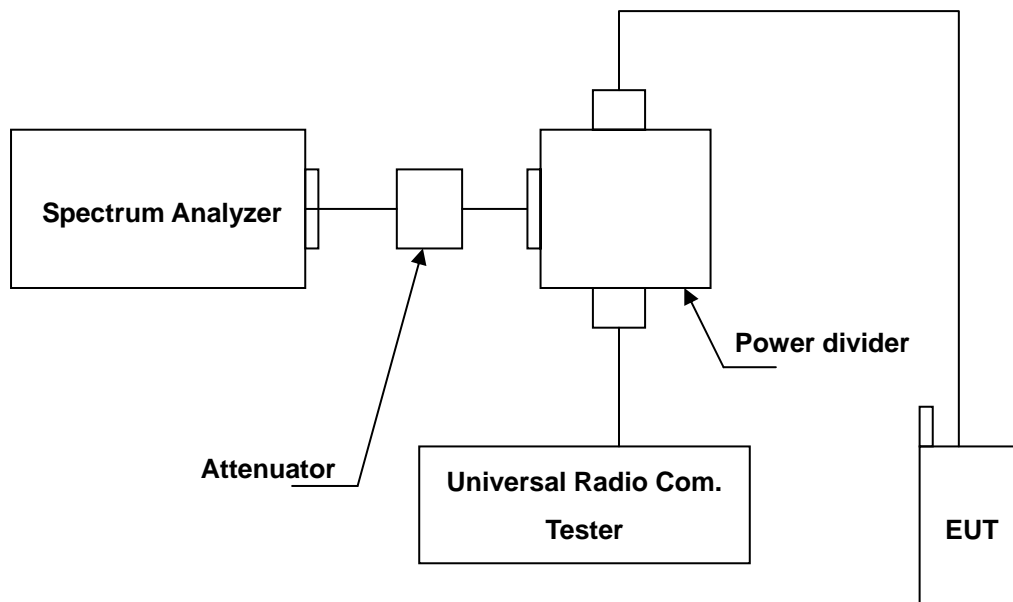 Spectrum Analyzer
Power divider
Attenuator
Universal Radio Com.
Tester
EUT